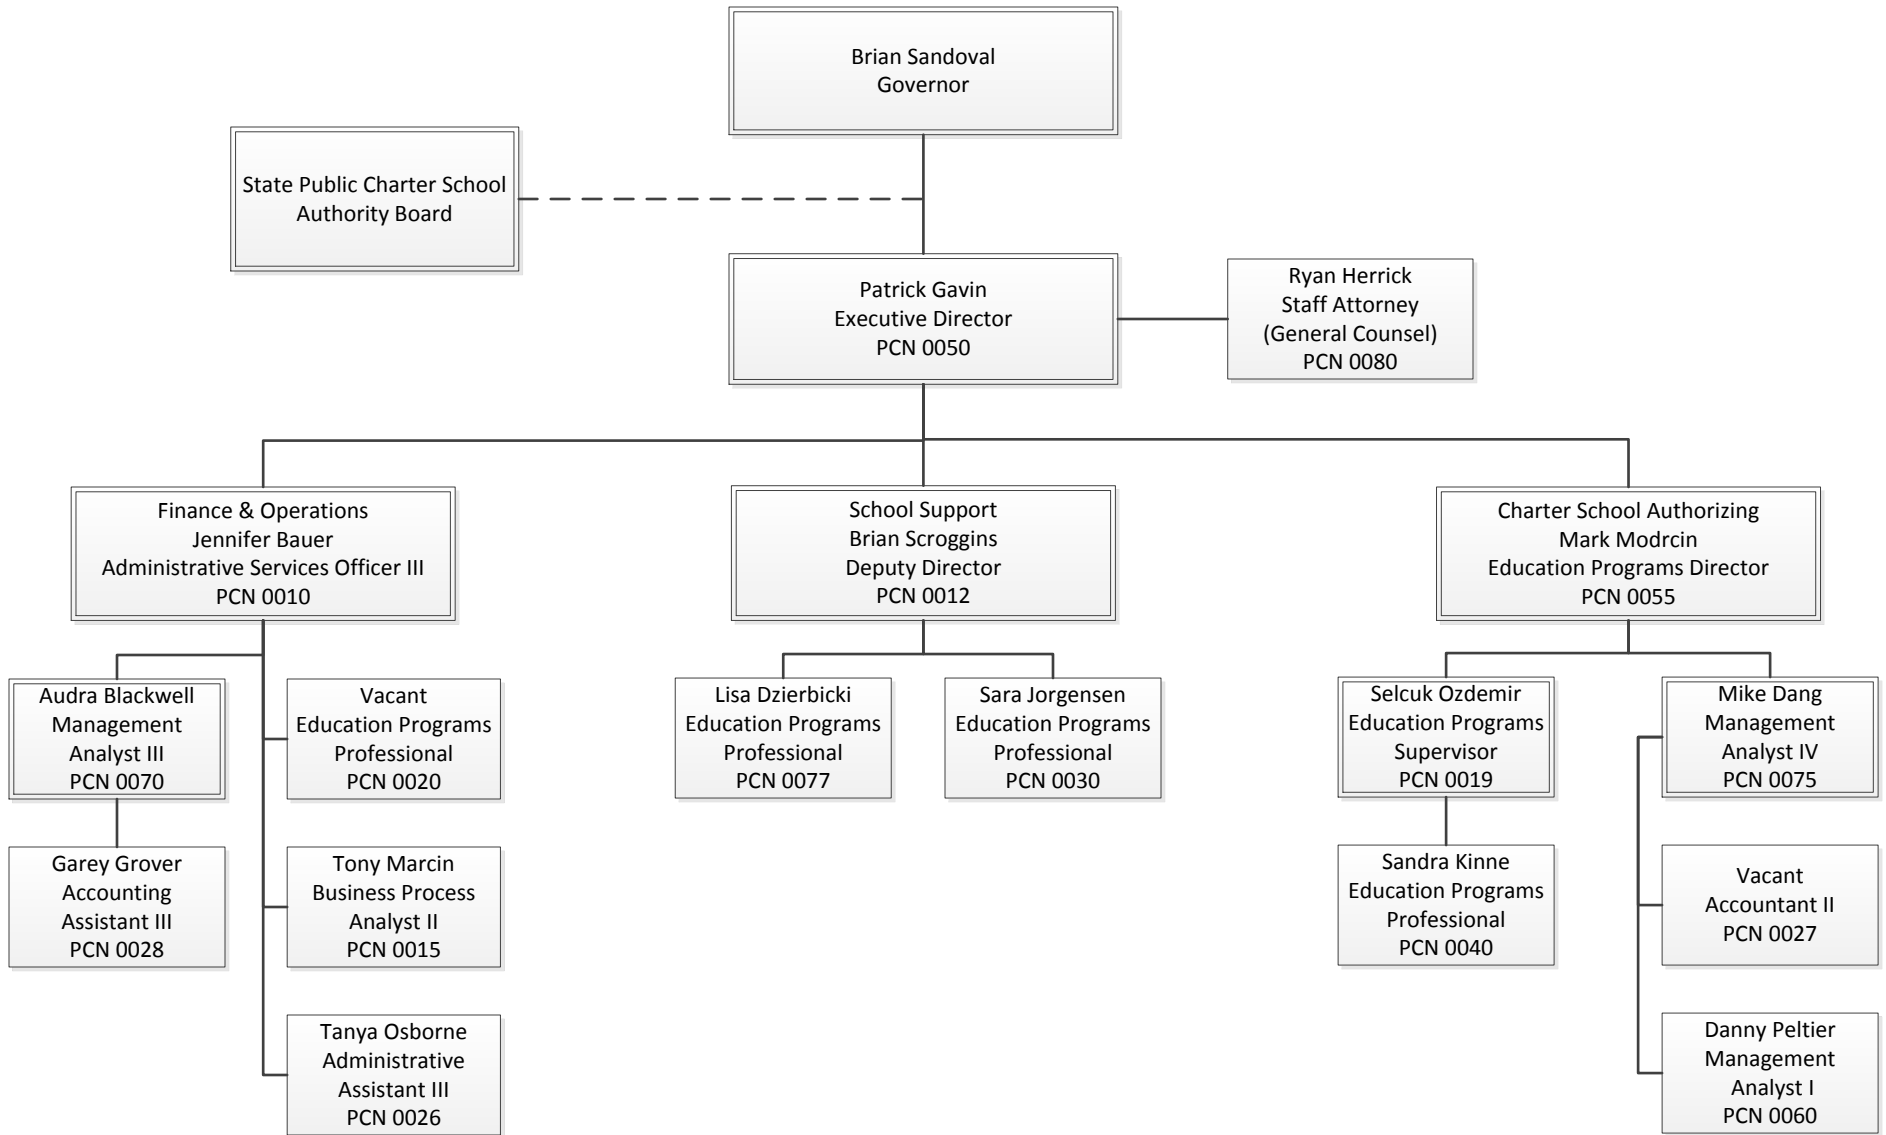 Brian Sandoval
Governor
State Public Charter School
Authority Board
Patrick Gavin
Executive Director
PCN 0050
Ryan Herrick
Staff Attorney
(General Counsel)
PCN 0080
Finance & Operations
Jennifer Bauer
Administrative Services Officer III
PCN 0010
School Support
Brian Scroggins
Deputy Director
PCN 0012
Charter School Authorizing
Mark Modrcin
Education Programs Director
PCN 0055
Audra Blackwell
Management
Analyst III
PCN 0070
Vacant
Education Programs
Professional
PCN 0020
Lisa Dzierbicki
Education Programs
Professional
PCN 0077
Sara Jorgensen
Education Programs
Professional
PCN 0030
Selcuk Ozdemir
Education Programs
Supervisor
PCN 0019
Mike Dang
Management
Analyst IV
PCN 0075
Garey Grover
Accounting
Assistant III
PCN 0028
Tony Marcin
Business Process
Analyst II
PCN 0015
Sandra Kinne
Education Programs
Professional
PCN 0040
Vacant
Accountant II
PCN 0027
Tanya Osborne
Administrative
Assistant III
PCN 0026
Danny Peltier
Management
Analyst I
PCN 0060